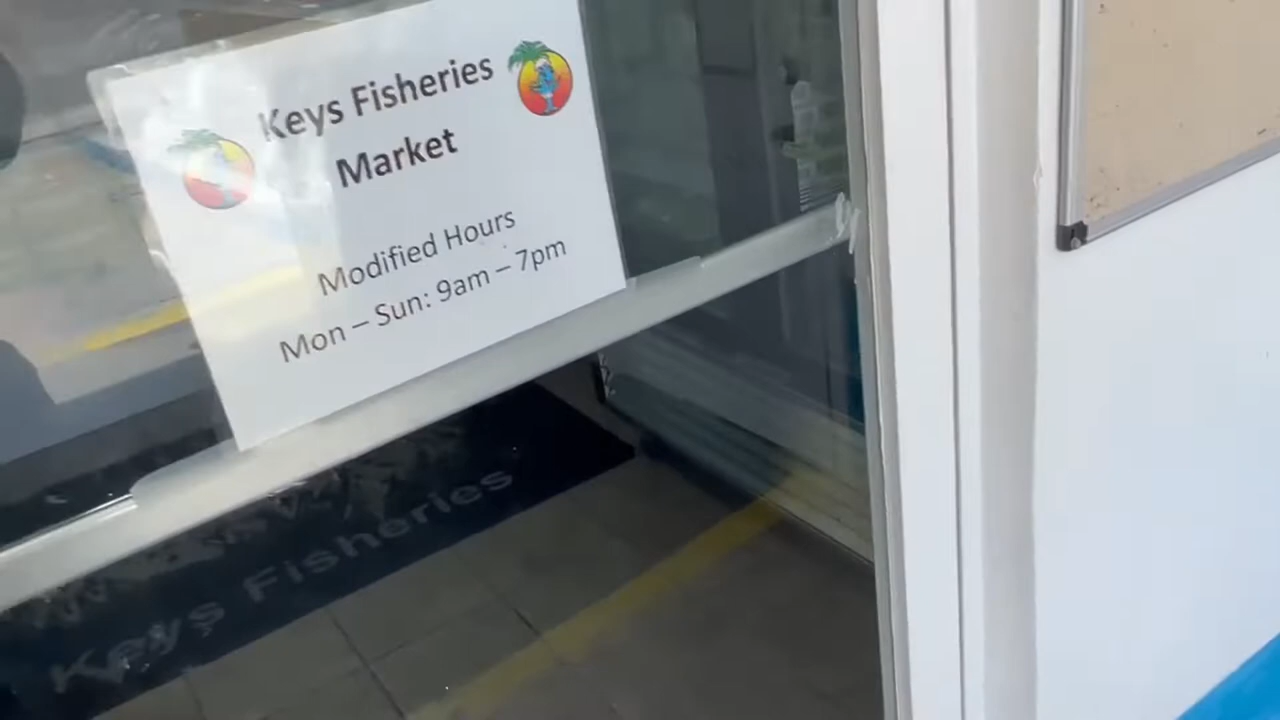 Keys Fisheries
Market
Modified Hours
Mon – Sun: 9am – 7pm
Keys Fisheries